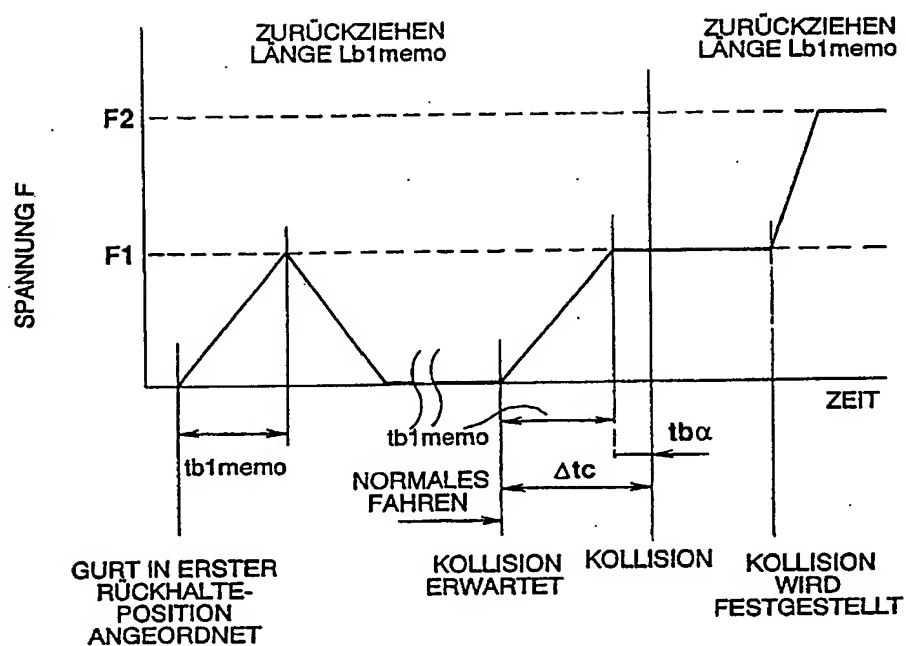 ZURÜCKZIEHEN
LÄNGE Lb1memo
ZURÜCKZIEHEN
LÄNGE Lb1memo
F2
SPANNUNG F
F1
ZEIT
tb1memo
tb1memo
tbα
Δtc
NORMALES
FAHREN
GURT IN ERSTER
RÜCKHALTE-
POSITION
ANGEORDNET
KOLLISION
ERWARTET
KOLLISION
KOLLISION
WIRD
FESTGESTELLT